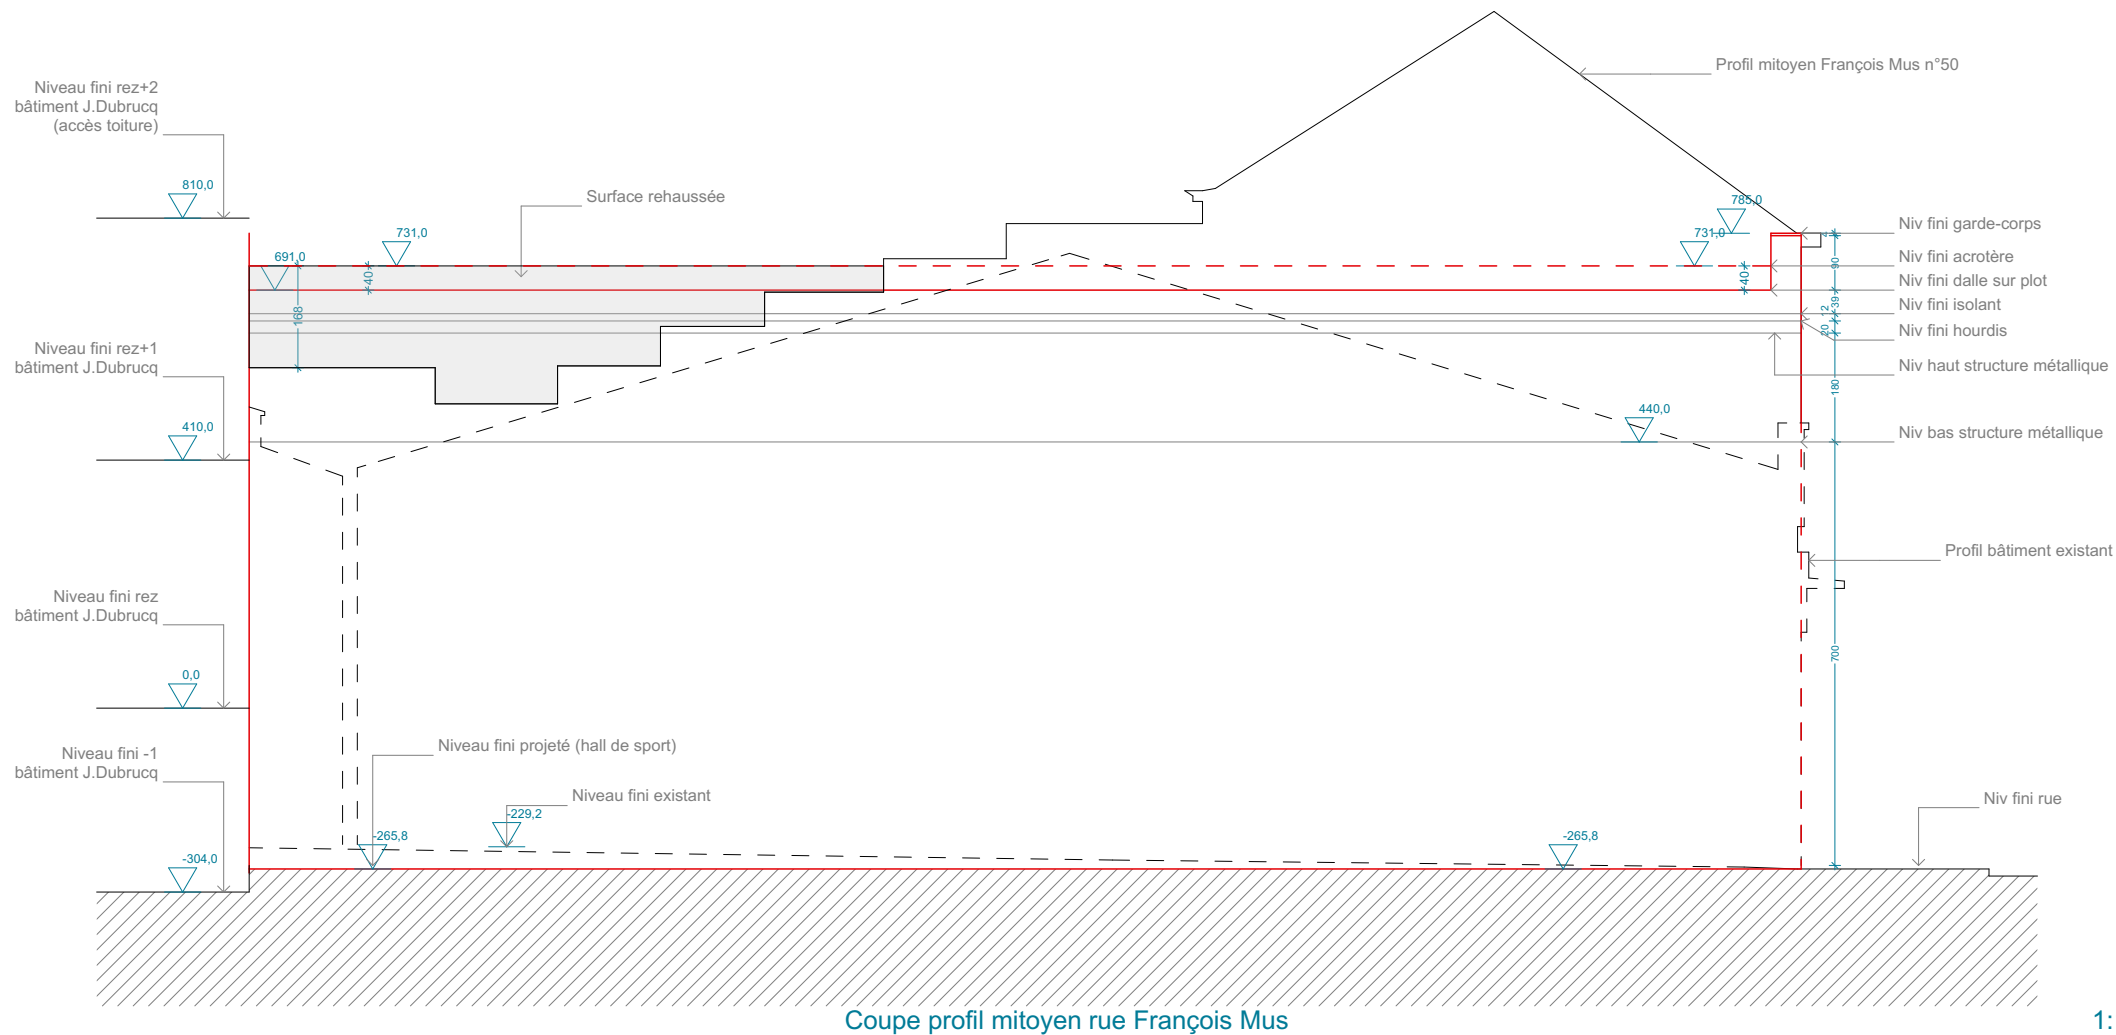 Profil mitoyen François Mus n°50
Niveau fini rez+2
bâtiment J.Dubrucq
(accès toiture)
810,0
Surface rehaussée
785,0
731,0
731,0
691,0
40
40
168
Niv fini garde-corps
Niv fini acrotère
Niv fini dalle sur plot
Niv fini isolant
Niv fini hourdis
Niv haut structure métallique
90
39
12
20
180
Niveau fini rez+1
bâtiment J.Dubrucq
410,0
440,0
Niv bas structure métallique
Profil bâtiment existant
Niveau fini rez
bâtiment J.Dubrucq
0,0
700
Niveau fini -1
bâtiment J.Dubrucq
-304,0
Niveau fini projeté (hall de sport)
Niveau fini existant
-229,2
-265,8
-265,8
Niv fini rue
Coupe profil mitoyen rue François Mus
1: